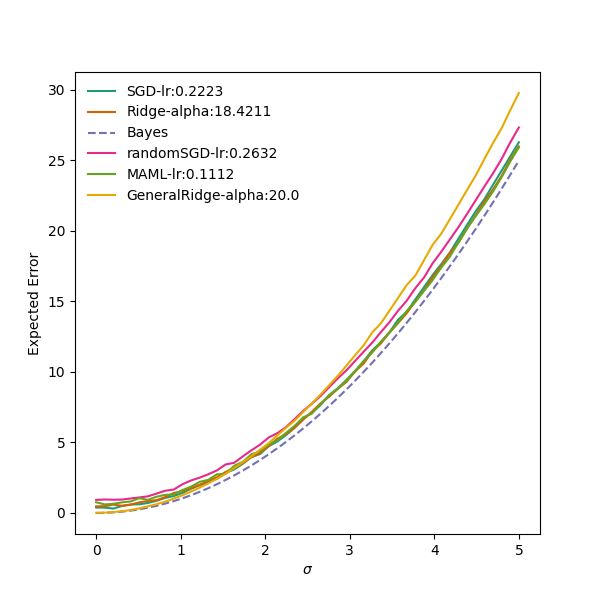 SGD-lr:0.2223
Ridge-alpha:18.4211
Bayes
randomSGD-lr:0.2632
MAML-lr:0.1112
GeneralRidge-alpha:20.0
Expected Error
30
25
20
15
10
5
0
0 1 2 3 4 5
σ